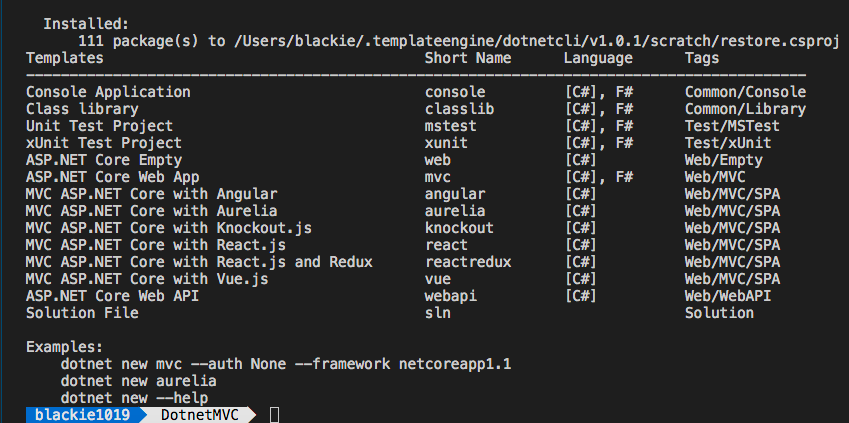 Installed:
111 package(s) to /Users/blackie/.templateengine/dotnetcli/v1.0.1/scratch/restore.csproj
Templates Short Name Language Tags
----------------------------------------------------------------------------------------
Console Application console [C#], F# Common/Console
Class library classlib [C#], F# Common/Library
Unit Test Project mstest [C#], F# Test/MSTest
xUnit Test Project xunit [C#], F# Test/xUnit
ASP.NET Core Empty web [C#] Web/Empty
ASP.NET Core Web App mvc [C#], F# Web/MVC
MVC ASP.NET Core with Angular angular [C#] Web/MVC/SPA
MVC ASP.NET Core with Aurelia aurelia [C#] Web/MVC/SPA
MVC ASP.NET Core with Knockout.js knockout [C#] Web/MVC/SPA
MVC ASP.NET Core with React.js react [C#] Web/MVC/SPA
MVC ASP.NET Core with React.js and Redux reactredux [C#] Web/MVC/SPA
MVC ASP.NET Core with Vue.js vue [C#] Web/MVC/SPA
ASP.NET Core Web API webapi [C#] Web/WebAPI
Solution File sln Solution
Examples:
dotnet new mvc --auth None --framework netcoreapp1.1
dotnet new aurelia
dotnet new --help
blackie1019 DotnetMVC